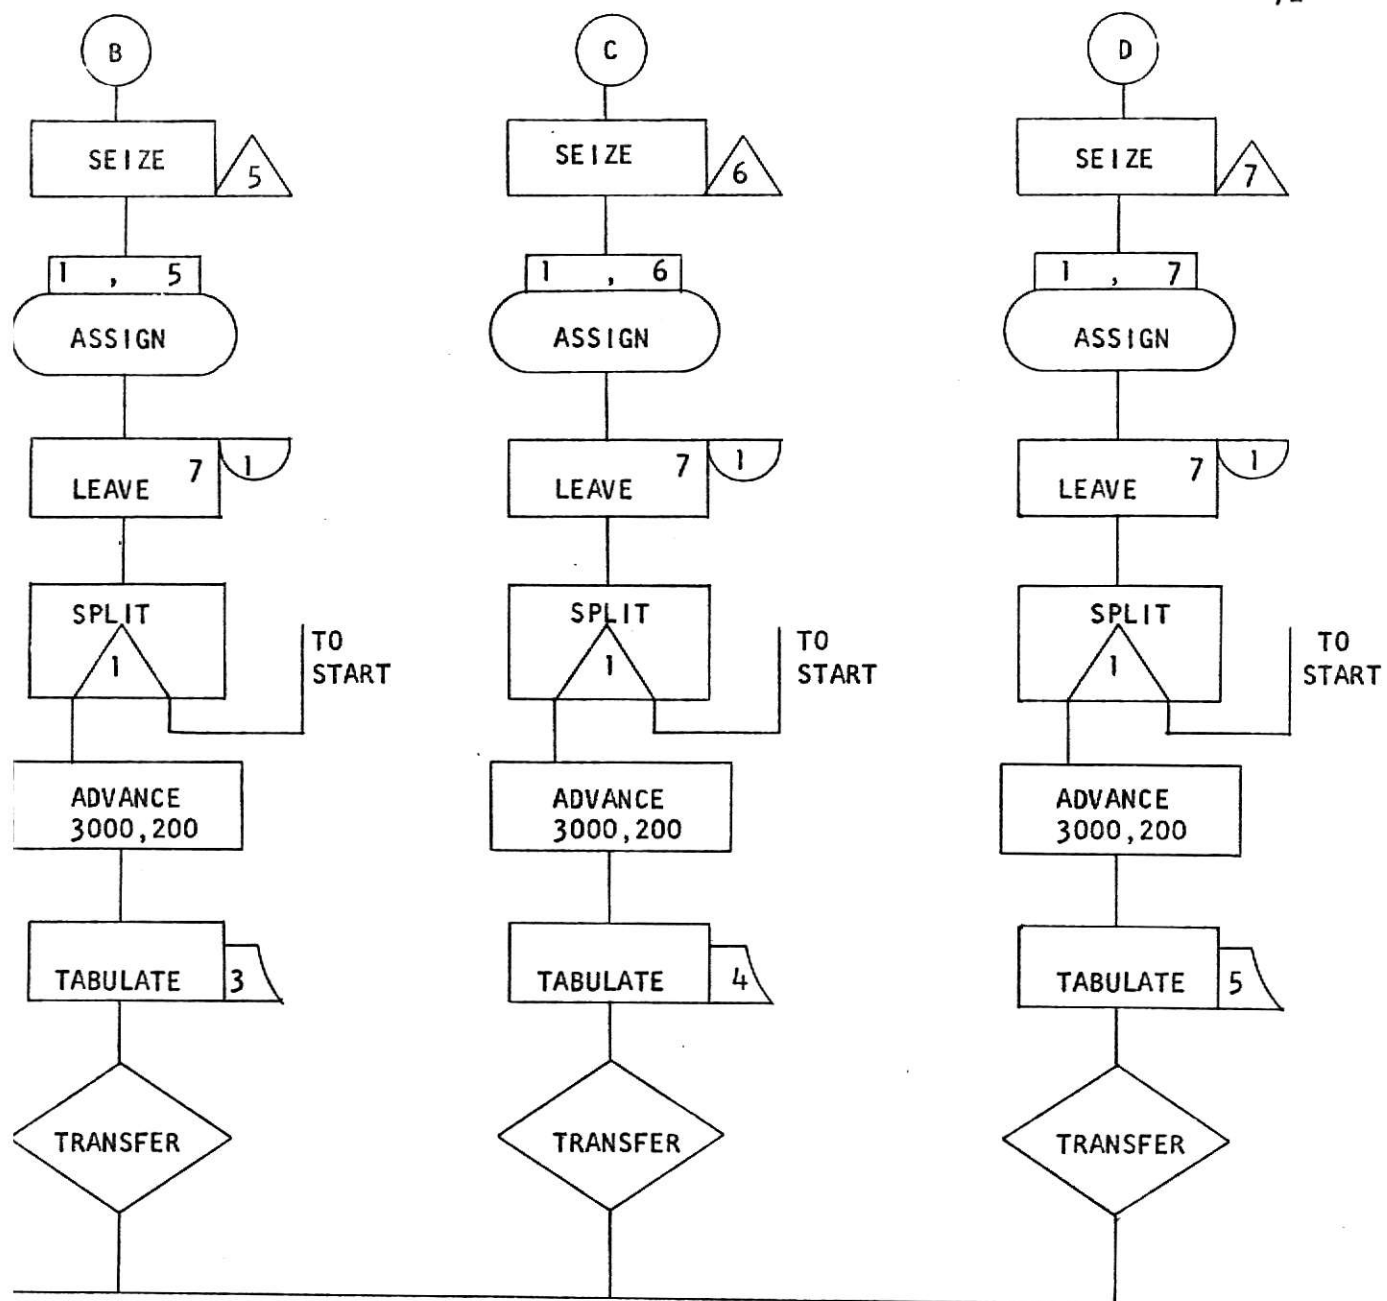 B
SEIZE
5
1 , 5
ASSIGN
7
1
LEAVE
SPLIT
1
TO
START
ADVANCE
3000,200
TABULATE
3
TRANSFER
C
SEIZE
6
1 , 6
ASSIGN
7
1
LEAVE
SPLIT
1
TO
START
ADVANCE
3000,200
TABULATE
4
TRANSFER
D
SEIZE
7
1 , 7
ASSIGN
7
1
LEAVE
SPLIT
1
TO
START
ADVANCE
3000,200
TABULATE
5
TRANSFER